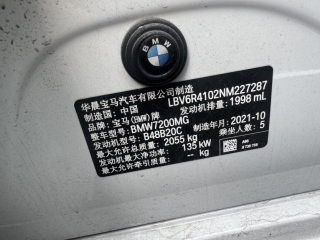 BMW
华晨宝马汽车有限公司制造
制造国：中国 LBV6R4102NM227287
品牌：宝马(BMW)牌 发动机排量：1998 mL
整车型号：BMW7200MG
发动机型号：B48B20C 制造年月：2021-10
最大允许总质量：2055 kg 乘坐人数：5
发动机最大净功率：135 kW
最大允许牵引质量：-- kg